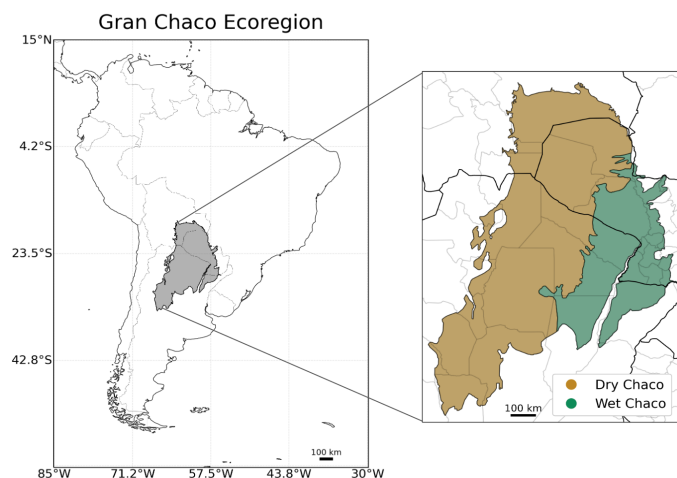 Gran Chaco Ecoregion
15°N
4.2°S
23.5°S
42.8°S
100 km
85°W 71.2°W 57.5°W 43.8°W 30°W
100 km
Dry Chaco
Wet Chaco